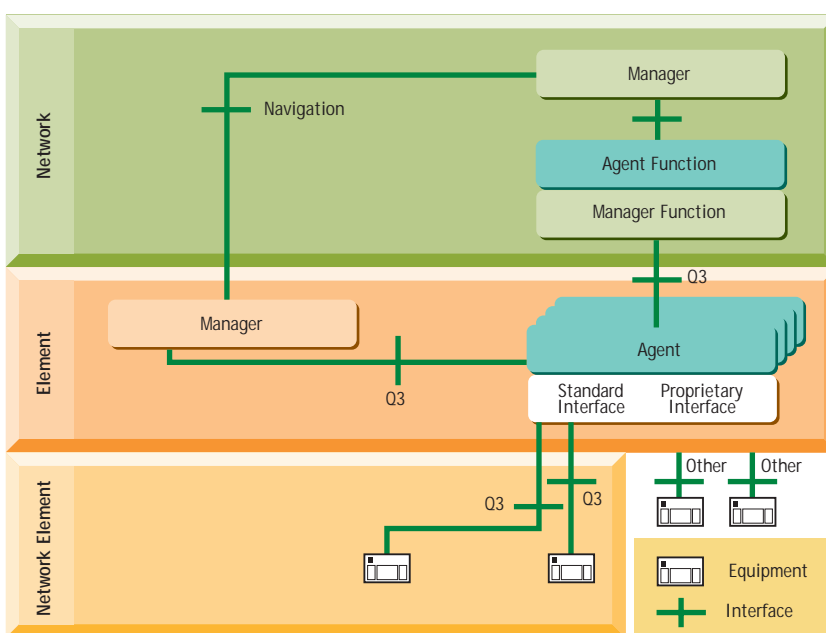 Network
Manager
Navigation
Agent Function
Manager Function
Q3
Element
Manager
Agent
Q3
Standard Interface
Proprietary Interface
Network Element
Q3
Q3
Other
Other
Equipment
Interface